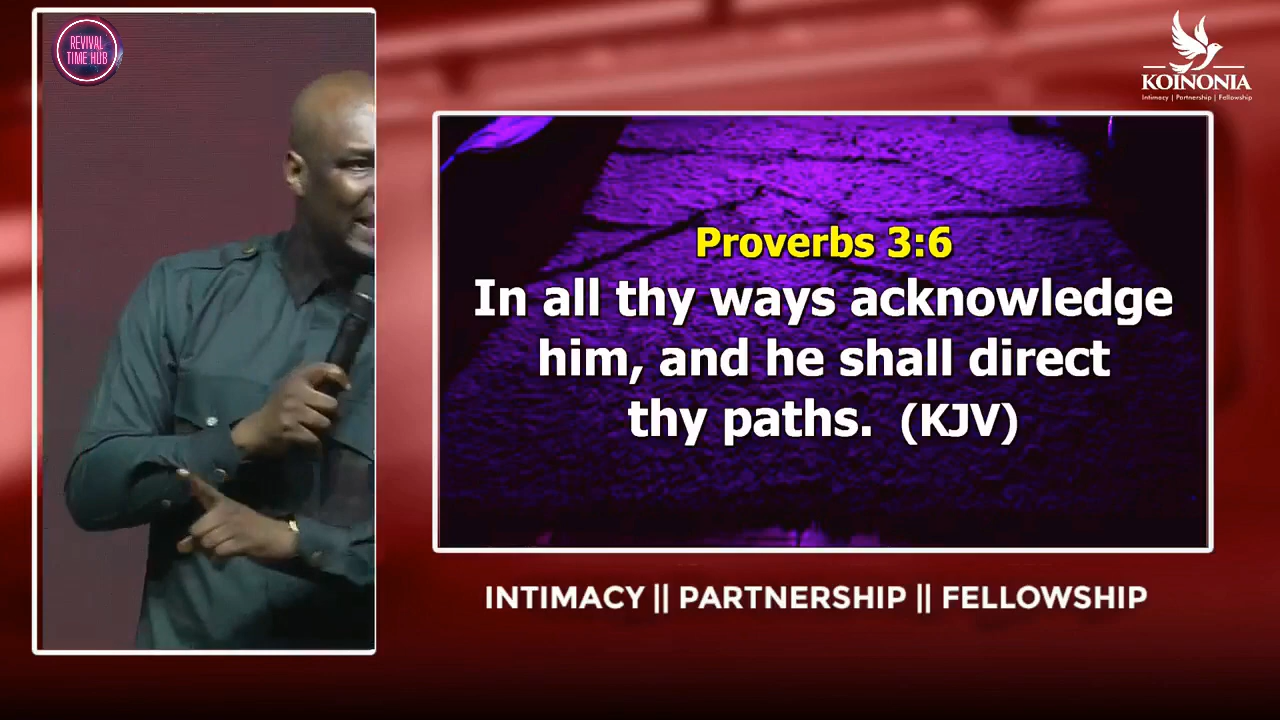 REVIVAL
TIME HUB
KOINONIA
Intimacy | Partnership | Fellowship
Proverbs 3:6
In all thy ways acknowledge
him, and he shall direct
thy paths. (KJV)
INTIMACY || PARTNERSHIP || FELLOWSHIP